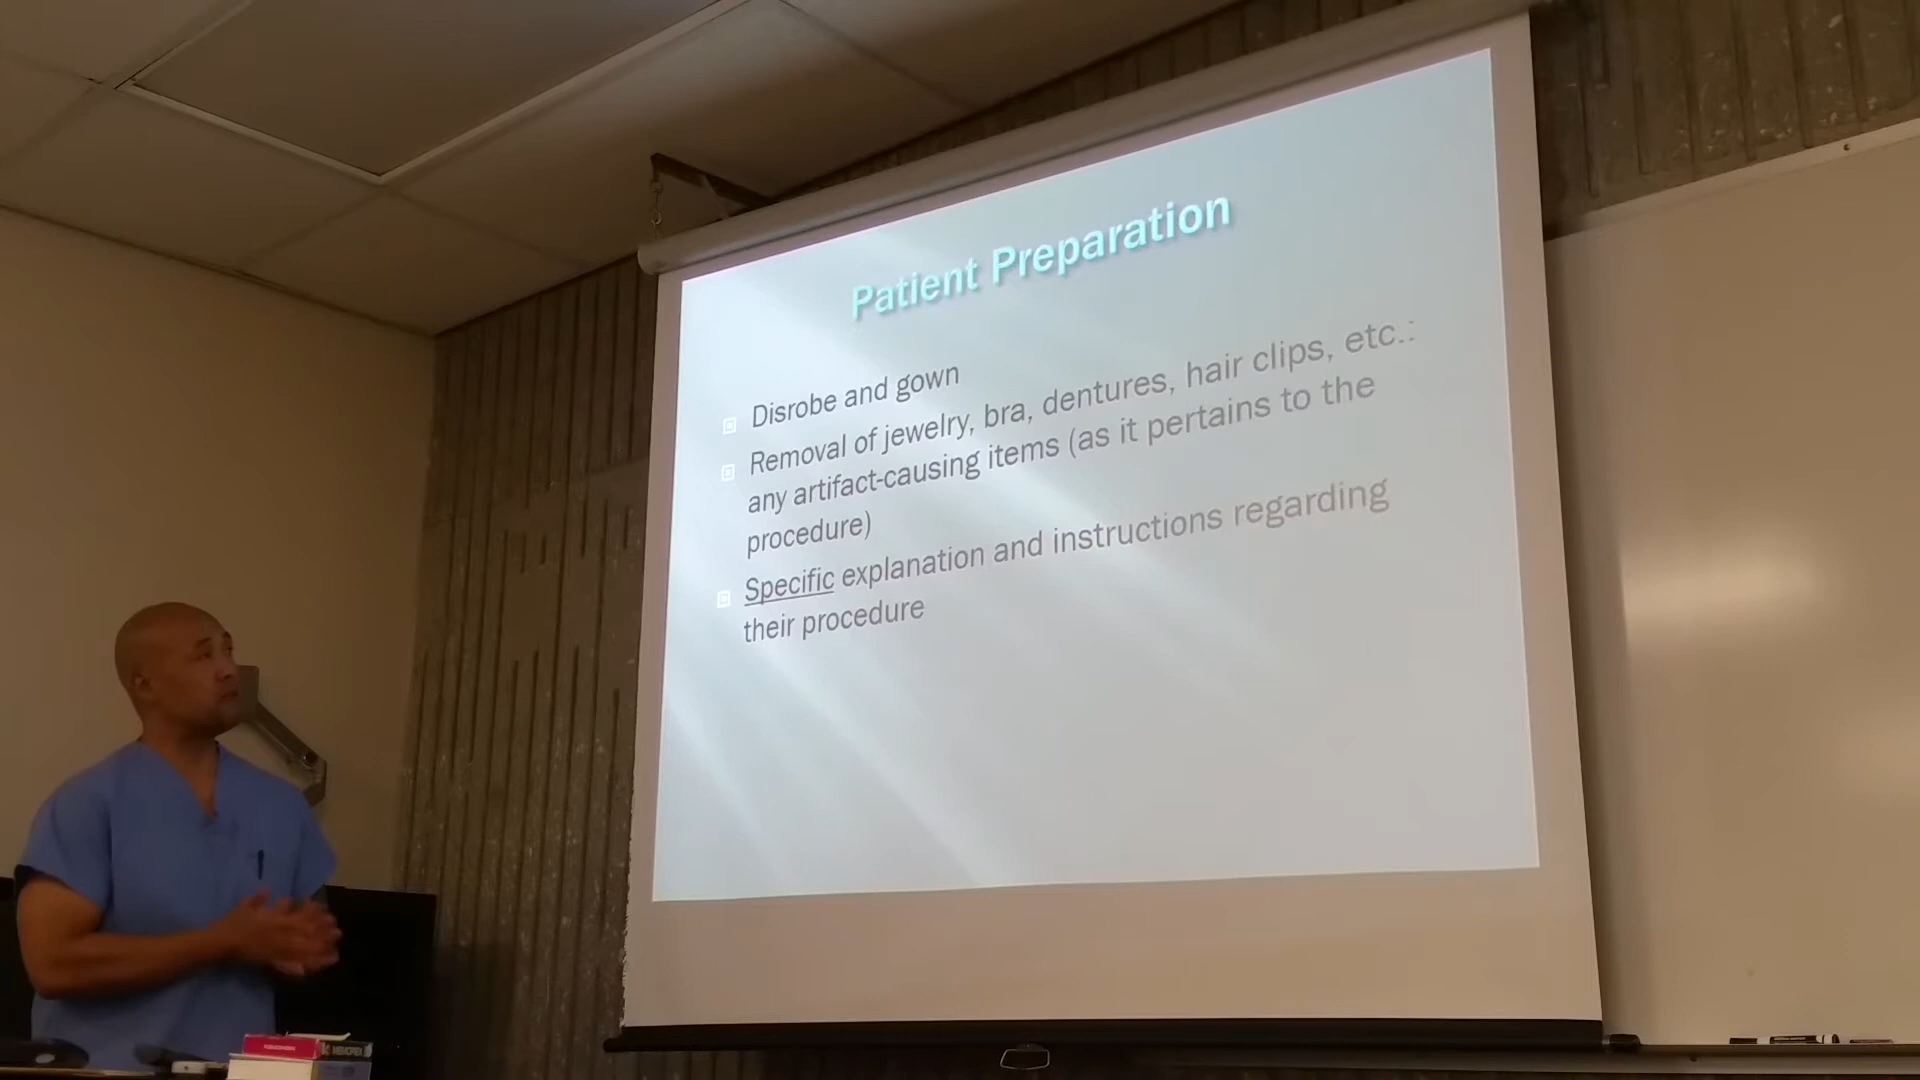 Patient Preparation
Disrobe and gown
Removal of jewelry, bra, dentures, hair clips, etc.:
any artifact-causing items (as it pertains to the
procedure)
Specific explanation and instructions regarding
their procedure
MEMOREX